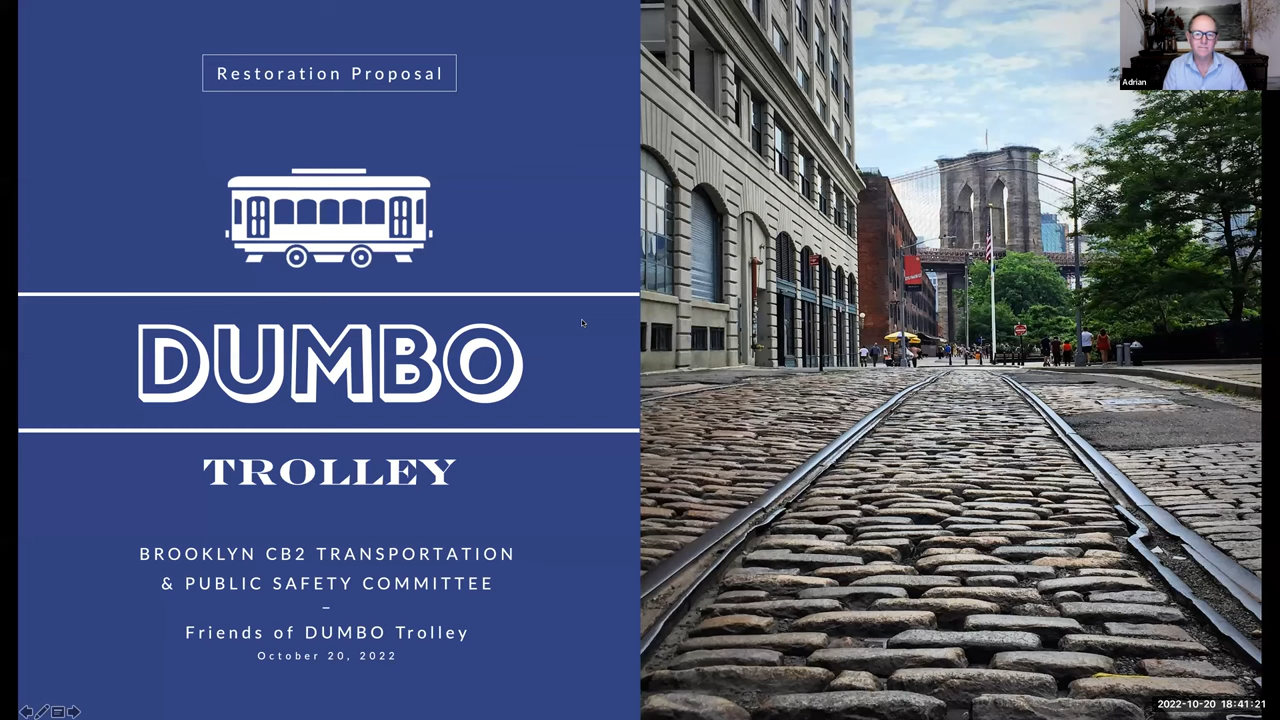 Restoration Proposal
DUMBO
TROLLEY
BROOKLYN CB2 TRANSPORTATION
& PUBLIC SAFETY COMMITTEE
–
Friends of DUMBO Trolley
October 20, 2022
Adrian
2022-10-20 18:41:21